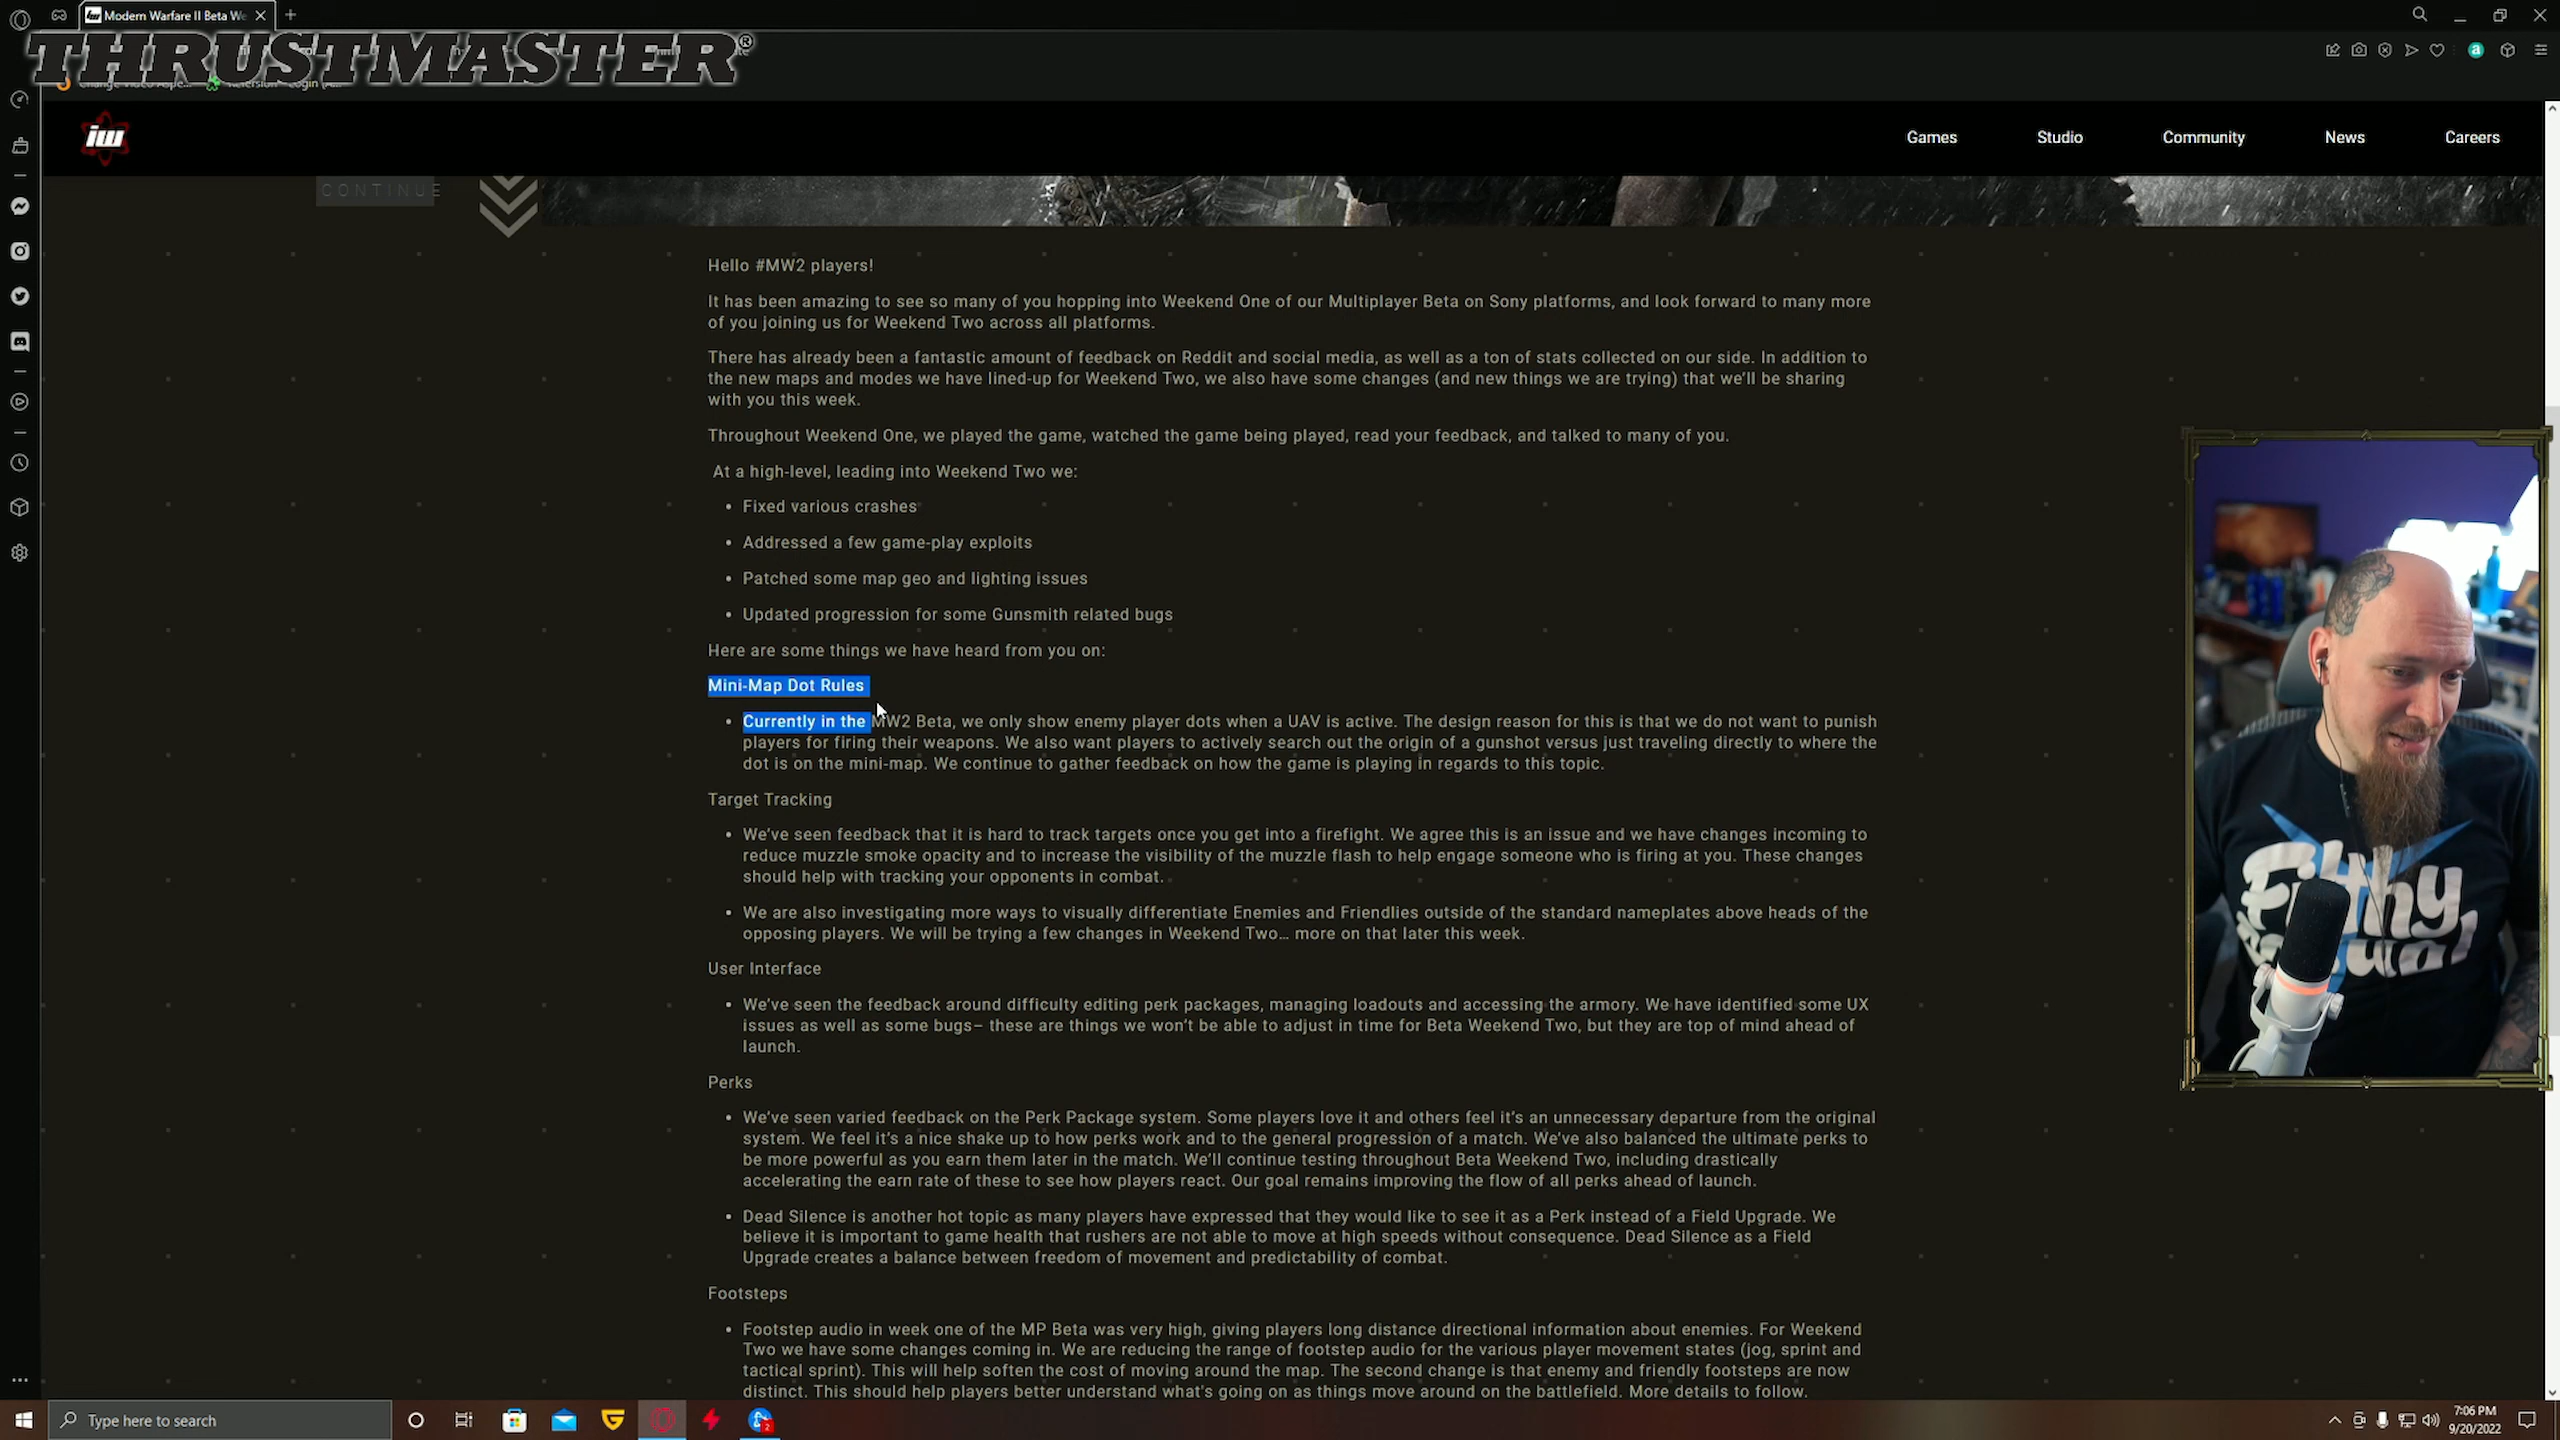 Modern Warfare II Beta We
THRUSTMASTER®
iw
Games
Studio
Community
News
Careers
CONTINUE
Hello #MW2 players!
It has been amazing to see so many of you hopping into Weekend One of our Multiplayer Beta on Sony platforms, and look forward to many more
of you joining us for Weekend Two across all platforms.
There has already been a fantastic amount of feedback on Reddit and social media, as well as a ton of stats collected on our side. In addition to
the new maps and modes we have lined-up for Weekend Two, we also have some changes (and new things we are trying) that we'll be sharing
with you this week.
Throughout Weekend One, we played the game, watched the game being played, read your feedback, and talked to many of you.
At a high-level, leading into Weekend Two we:
• Fixed various crashes
• Addressed a few game-play exploits
• Patched some map geo and lighting issues
• Updated progression for some Gunsmith related bugs
Here are some things we have heard from you on:
Mini-Map Dot Rules
• Currently in the MW2 Beta, we only show enemy player dots when a UAV is active. The design reason for this is that we do not want to punish
players for firing their weapons. We also want players to actively search out the origin of a gunshot versus just traveling directly to where the
dot is on the mini-map. We continue to gather feedback on how the game is playing in regards to this topic.
Target Tracking
• We've seen feedback that it is hard to track targets once you get into a firefight. We agree this is an issue and we have changes incoming to
reduce muzzle smoke opacity and to increase the visibility of the muzzle flash to help engage someone who is firing at you. These changes
should help with tracking your opponents in combat.
• We are also investigating more ways to visually differentiate Enemies and Friendlies outside of the standard nameplates above heads of the
opposing players. We will be trying a few changes in Weekend Two… more on that later this week.
User Interface
• We've seen the feedback around difficulty editing perk packages, managing loadouts and accessing the armory. We have identified some UX
issues as well as some bugs– these are things we won't be able to adjust in time for Beta Weekend Two, but they are top of mind ahead of
launch.
Perks
• We've seen varied feedback on the Perk Package system. Some players love it and others feel it's an unnecessary departure from the original
system. We feel it's a nice shake up to how perks work and to the general progression of a match. We've also balanced the ultimate perks to
be more powerful as you earn them later in the match. We'll continue testing throughout Beta Weekend Two, including drastically
accelerating the earn rate of these to see how players react. Our goal remains improving the flow of all perks ahead of launch.
• Dead Silence is another hot topic as many players have expressed that they would like to see it as a Perk instead of a Field Upgrade. We
believe it is important to game health that rushers are not able to move at high speeds without consequence. Dead Silence as a Field
Upgrade creates a balance between freedom of movement and predictability of combat.
Footsteps
• Footstep audio in week one of the MP Beta was very high, giving players long distance directional information about enemies. For Weekend
Two we have some changes coming in. We are reducing the range of footstep audio for the various player movement states (jog, sprint and
tactical sprint). This will help soften the cost of moving around the map. The second change is that enemy and friendly footsteps are now
distinct. This should help players better understand what's going on as things move around on the battlefield. More details to follow.
Filthy
Type here to search
2
7:06 PM
9/20/2022